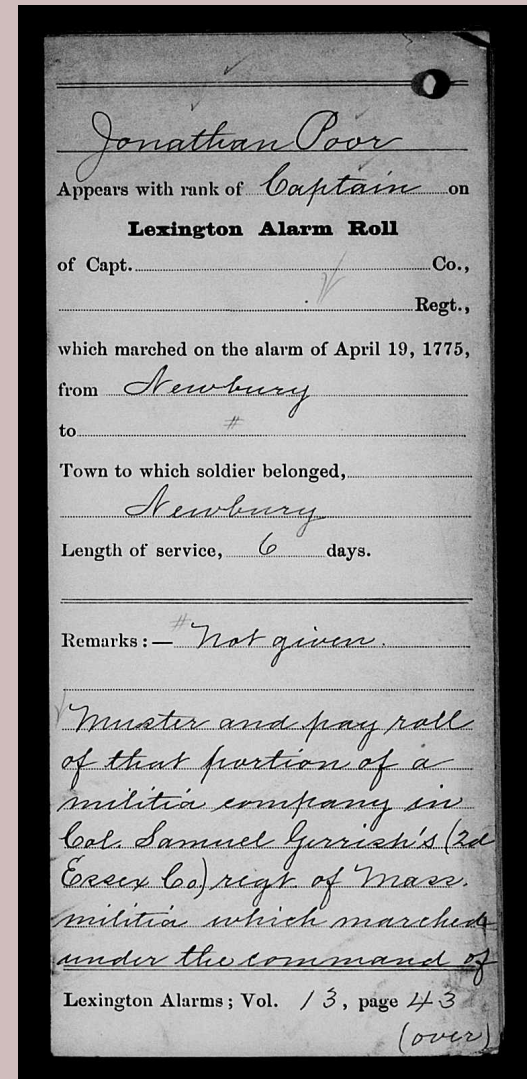 Jonathan Poor
Appears with rank of Captain on
Lexington Alarm Roll
of Capt. Co.,
Regt.,
which marched on the alarm of April 19, 1775,
from Newbury
to #
Town to which soldier belonged,
Newbury
Length of service, 6 days.
Remarks:— # Not given.
Muster and pay roll
of that portion of a
militia company in
Col. Samuel Gerrish's (2d
Essex Co) regt of Mass.
militia which marched
under the command of
Lexington Alarms; Vol. 13, page 43
(over)